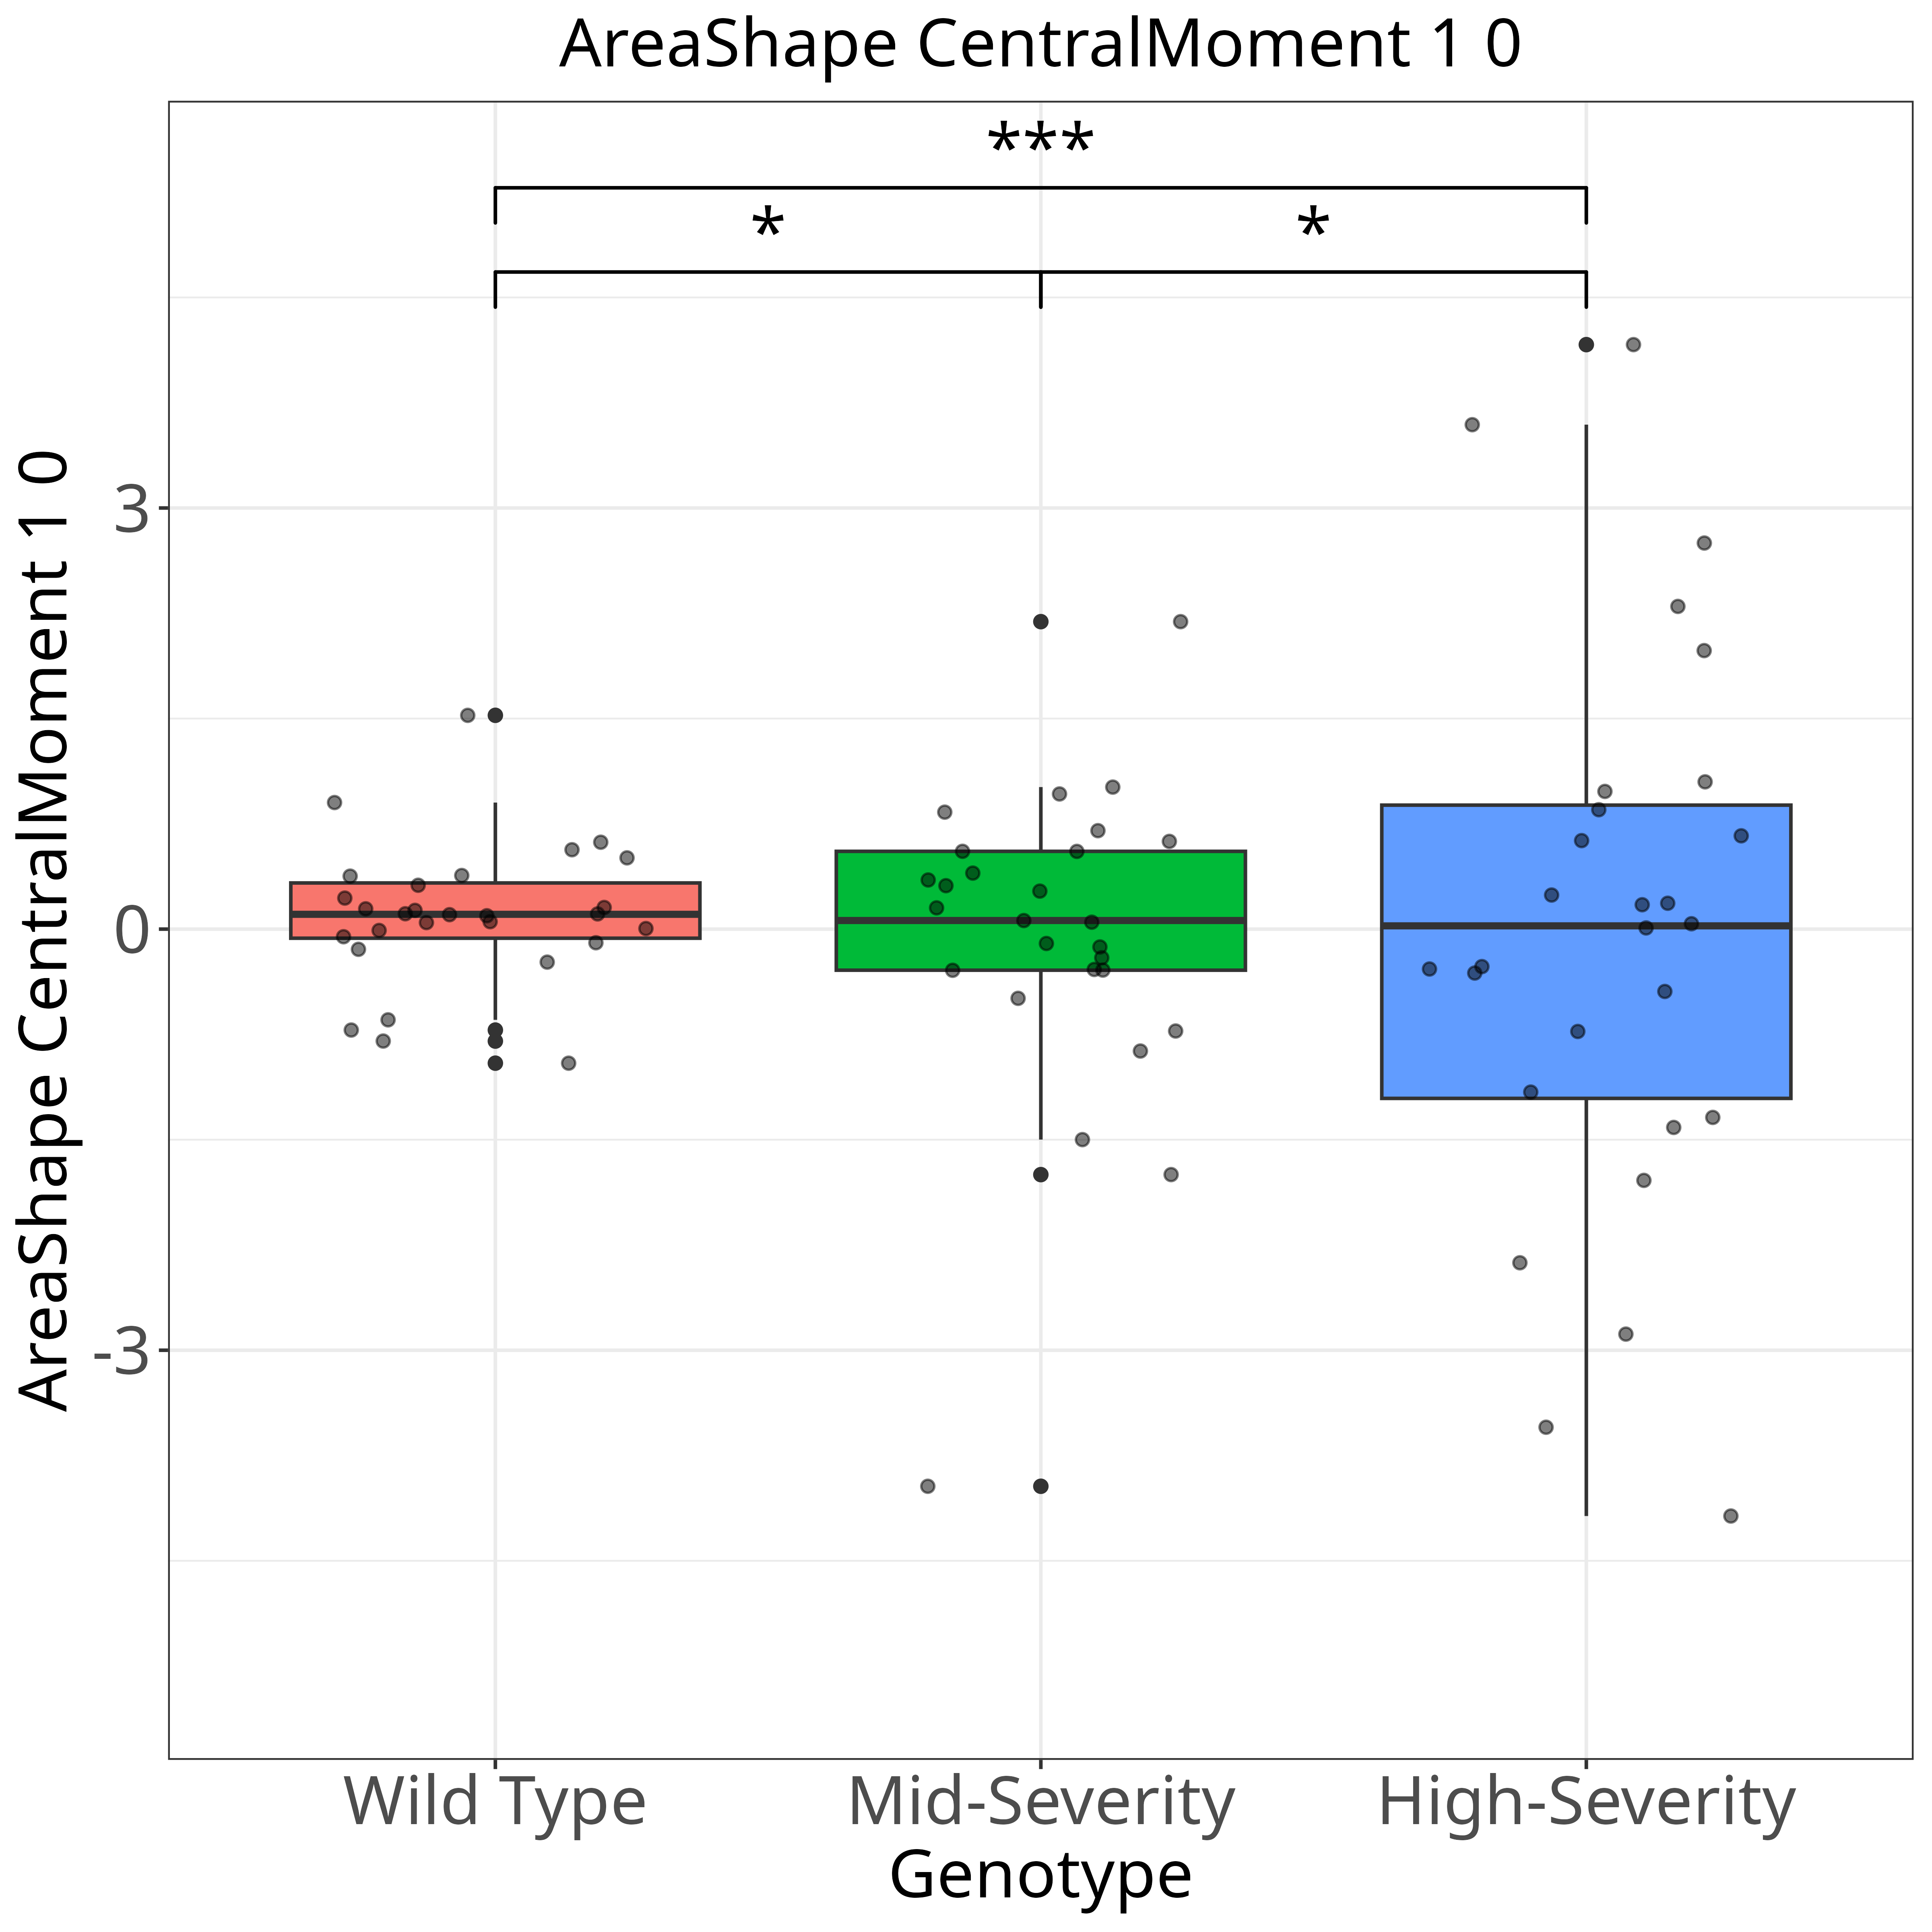 AreaShape CentralMoment 1 0
***
* *
AreaShape CentralMoment 1 0
3
0
-3
Wild Type Mid-Severity High-Severity
Genotype